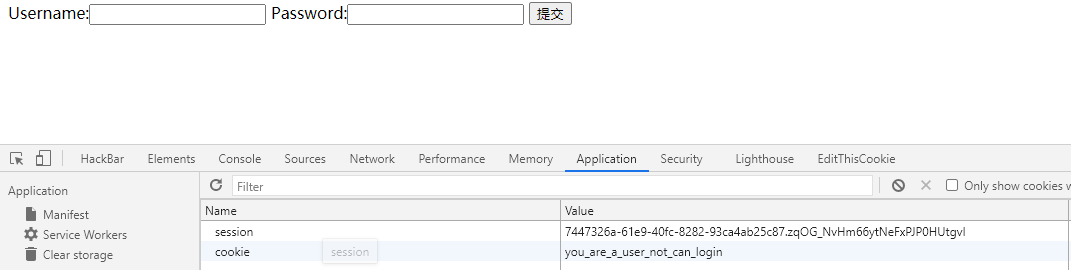 Username: Password: 提交
HackBar Elements Console Sources Network Performance Memory Application Security Lighthouse EditThisCookie
Application
Filter
Only show cookies
Name Value
Manifest
session 7447326a-61e9-40fc-8282-93ca4ab25c87.zqOG_NvHm66ytNeFxPJP0HUtgvI
Service Workers
cookie session you_are_a_user_not_can_login
Clear storage